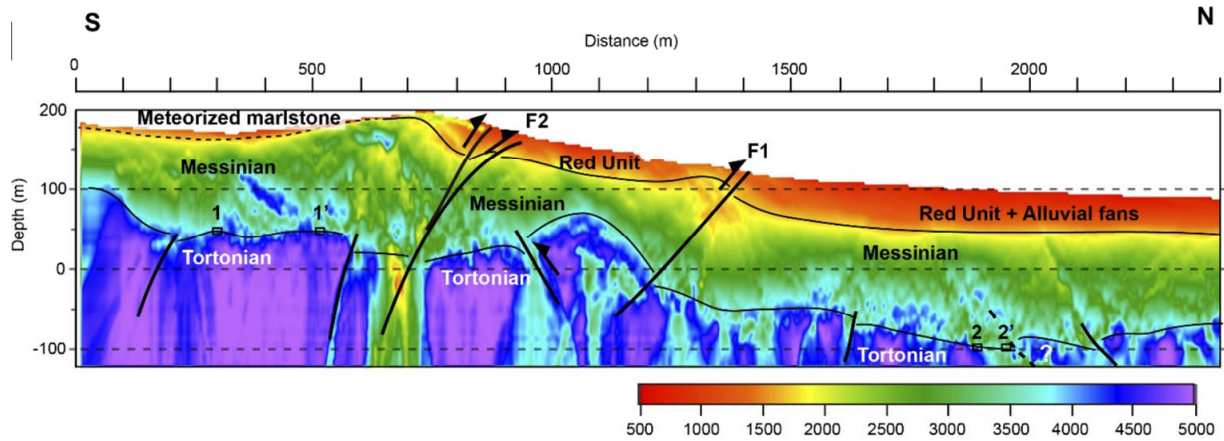 S
N
Distance (m)
0 500 1000 1500 2000
200
Meteorized marlstone
F2
Messinian
Red Unit
F1
100
1 1'
Messinian
Red Unit + Alluvial fans
Depth (m)
Tortonian
Tortonian
Messinian
0
2 2'
-100
Tortonian
?
500 1000 1500 2000 2500 3000 3500 4000 4500 5000